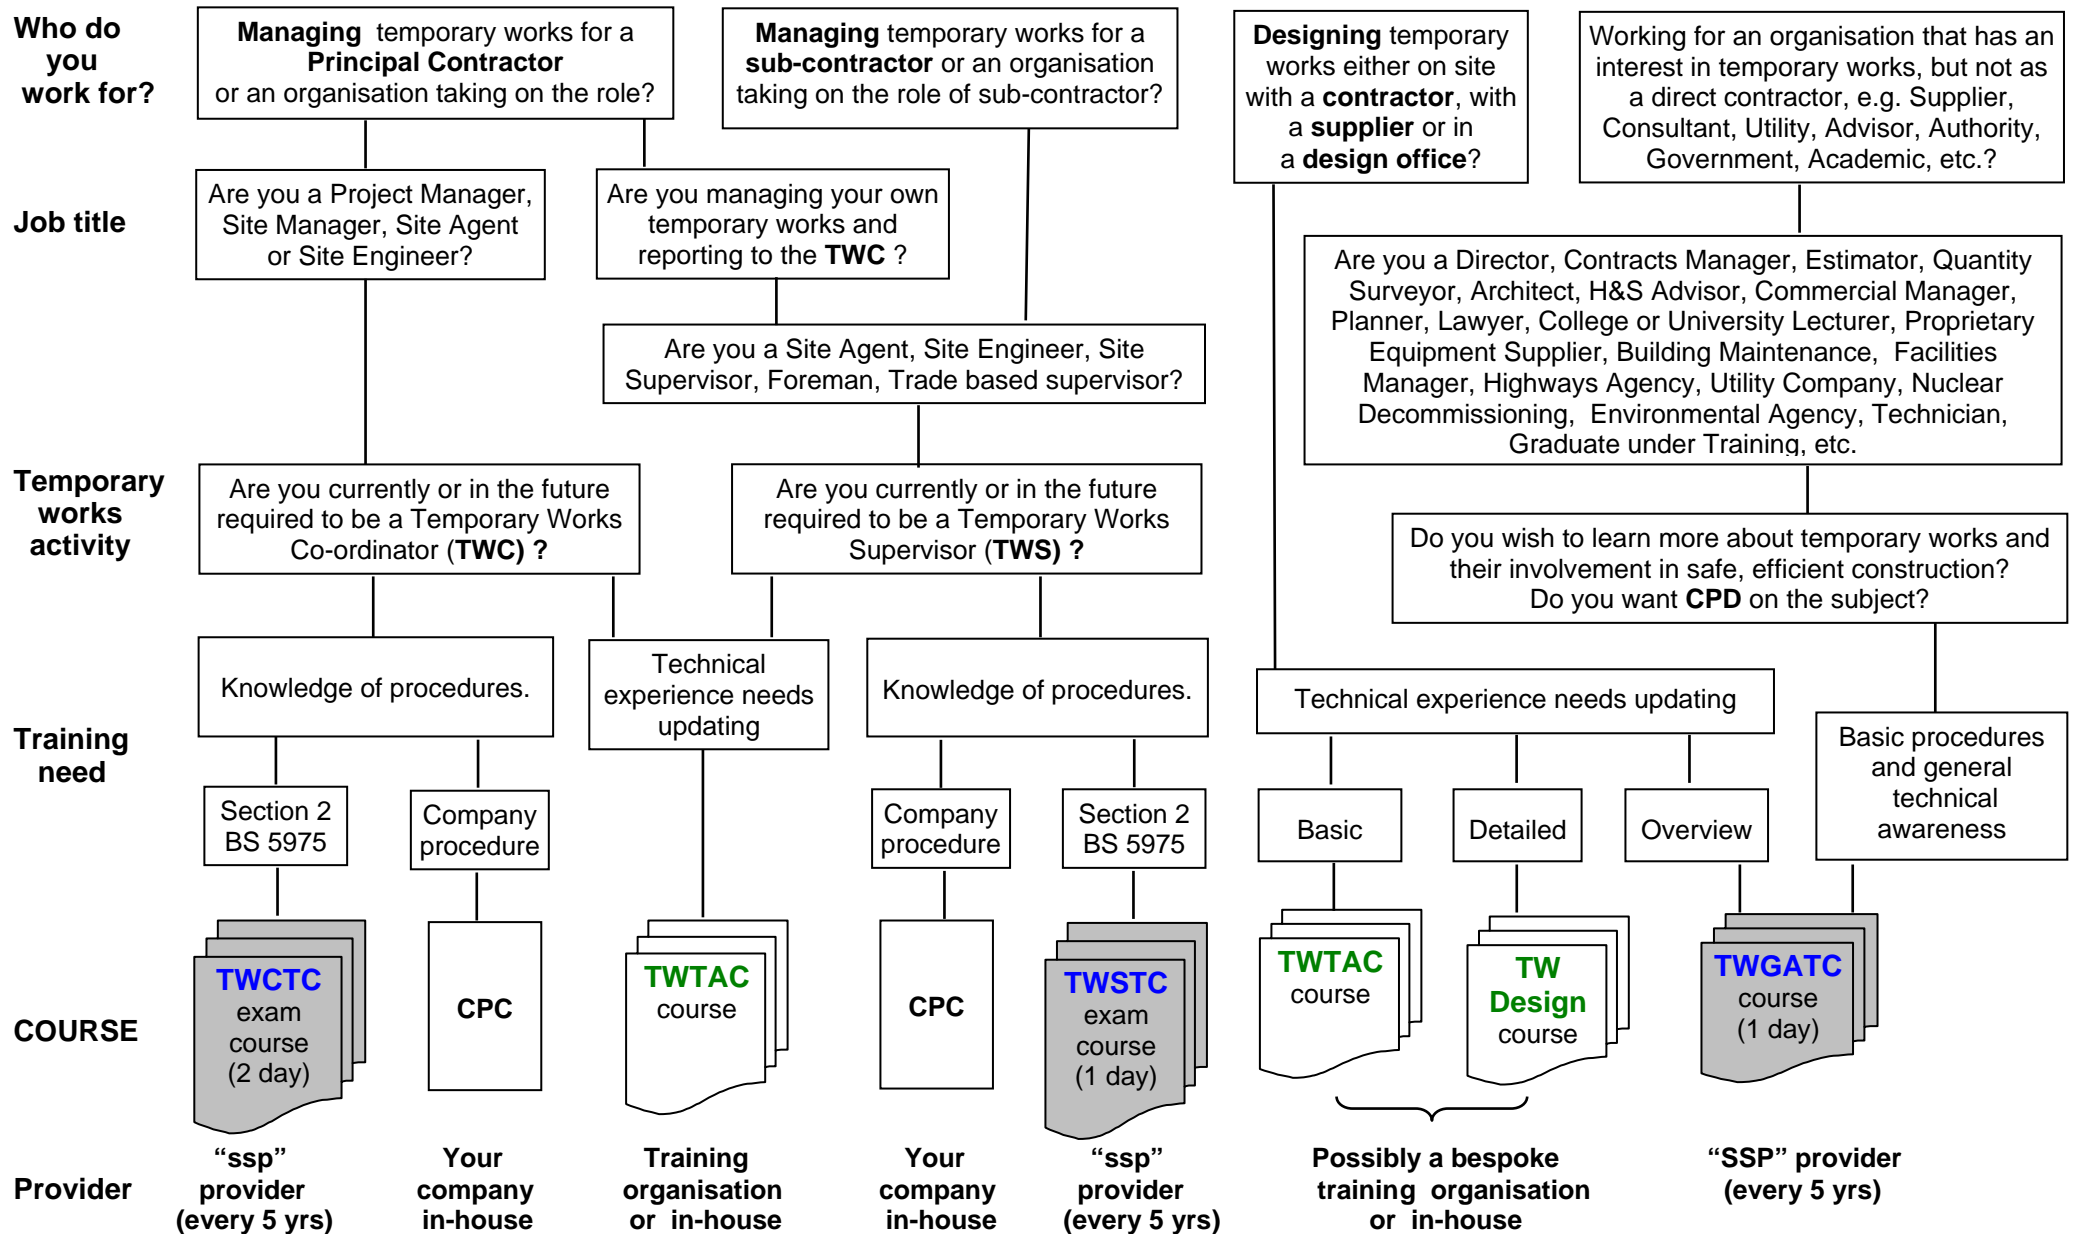 Who do
you
work for?
Managing temporary works for a
Principal Contractor
or an organisation taking on the role?
Managing temporary works for a
sub-contractor or an organisation
taking on the role of sub-contractor?
Designing temporary
works either on site
with a contractor, with
a supplier or in
a design office?
Working for an organisation that has an
interest in temporary works, but not as
a direct contractor, e.g. Supplier,
Consultant, Utility, Advisor, Authority,
Government, Academic, etc.?
Job title
Are you a Project Manager,
Site Manager, Site Agent
or Site Engineer?
Are you managing your own
temporary works and
reporting to the TWC ?
Are you a Site Agent, Site Engineer, Site
Supervisor, Foreman, Trade based supervisor?
Are you a Director, Contracts Manager, Estimator, Quantity
Surveyor, Architect, H&S Advisor, Commercial Manager,
Planner, Lawyer, College or University Lecturer, Proprietary
Equipment Supplier, Building Maintenance, Facilities
Manager, Highways Agency, Utility Company, Nuclear
Decommissioning, Environmental Agency, Technician,
Graduate under Training, etc.
Temporary
works
activity
Are you currently or in the future
required to be a Temporary Works
Co-ordinator (TWC) ?
Are you currently or in the future
required to be a Temporary Works
Supervisor (TWS) ?
Do you wish to learn more about temporary works and
their involvement in safe, efficient construction?
Do you want CPD on the subject?
Training
need
Knowledge of procedures.
Technical
experience needs
updating
Knowledge of procedures.
Technical experience needs updating
Basic procedures
and general
technical
awareness
Section 2
BS 5975
Company
procedure
Company
procedure
Section 2
BS 5975
Basic
Detailed
Overview
COURSE
TWCTC
exam
course
(2 day)
CPC
TWTAC
course
CPC
TWSTC
exam
course
(1 day)
TWTAC
course
TW
Design
course
TWGATC
course
(1 day)
Provider
“ssp”
provider
(every 5 yrs)
Your
company
in-house
Training
organisation
or in-house
Your
company
in-house
“ssp”
provider
(every 5 yrs)
Possibly a bespoke
training organisation
or in-house
“SSP” provider
(every 5 yrs)